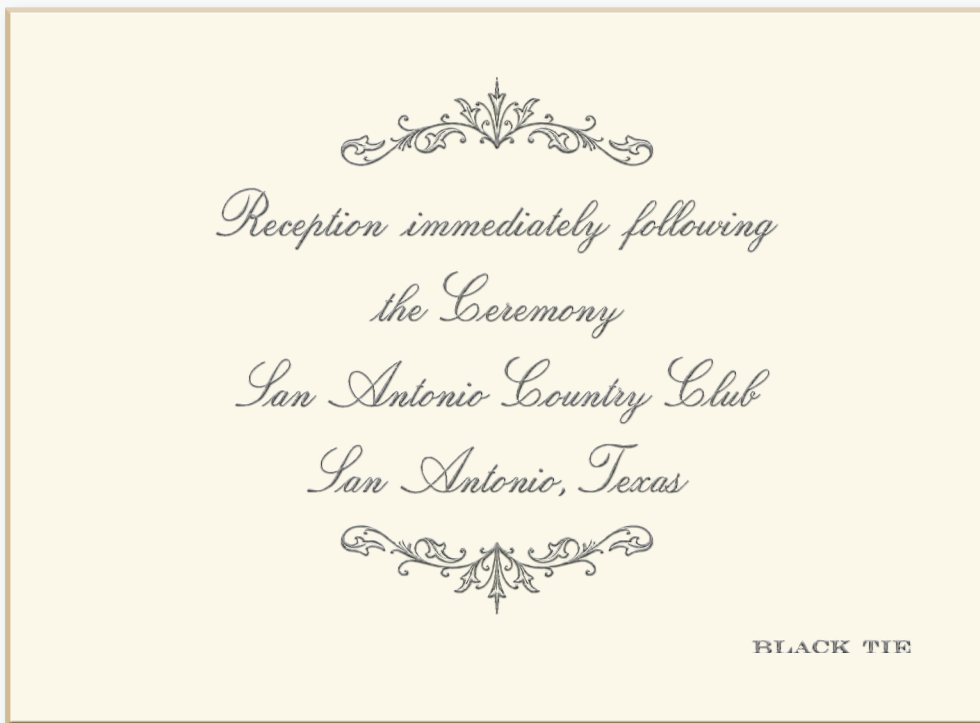 Reception immediately following
the Ceremony
San Antonio Country Club
San Antonio, Texas
BLACK TIE